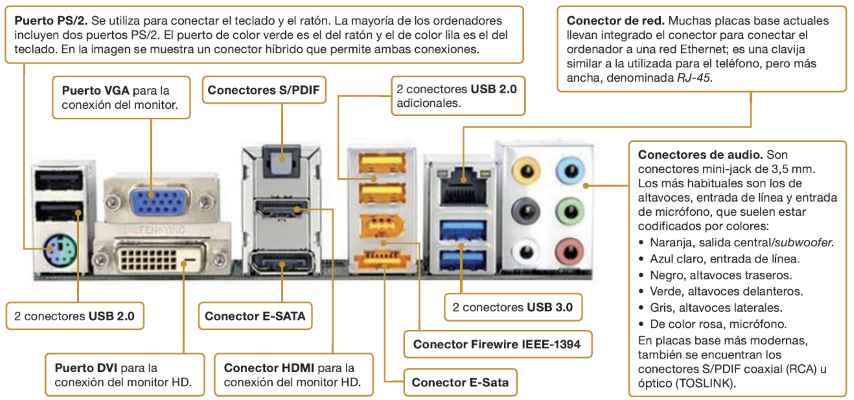 Puerto PS/2. Se utiliza para conectar el teclado y el ratón. La mayoría de los ordenadores
incluyen dos puertos PS/2. El puerto de color verde es el del ratón y el de color lila es el del
teclado. En la imagen se muestra un conector híbrido que permite ambas conexiones.
Conector de red. Muchas placas base actuales
llevan integrado el conector para conectar el
ordenador a una red Ethernet; es una clavija
similar a la utilizada para el teléfono, pero más
ancha, denominada RJ-45.
Puerto VGA para la
conexión del monitor.
Conectores S/PDIF
2 conectores USB 2.0
adicionales.
Conectores de audio. Son
conectores mini-jack de 3,5 mm.
Los más habituales son los de
altavoces, entrada de línea y entrada
de micrófono, que suelen estar
codificados por colores:
• Naranja, salida central/subwoofer.
• Azul claro, entrada de línea.
• Negro, altavoces traseros.
• Verde, altavoces delanteros.
• Gris, altavoces laterales.
• De color rosa, micrófono.
En placas base más modernas,
también se encuentran los
conectores S/PDIF coaxial (RCA) u
óptico (TOSLINK).
2 conectores USB 2.0
Conector E-SATA
2 conectores USB 3.0
Conector Firewire IEEE-1394
Puerto DVI para la
conexión del monitor HD.
Conector HDMI para la
conexión del monitor HD.
Conector E-Sata